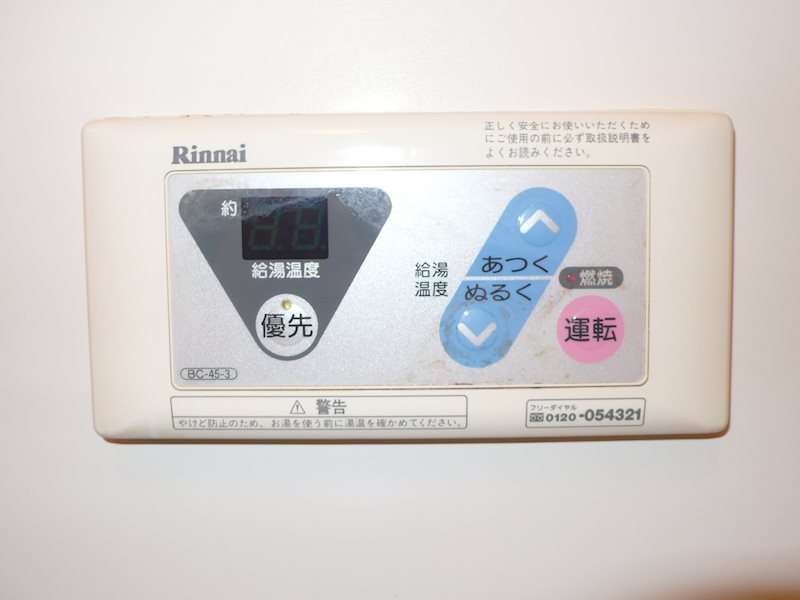 Rinnai
正しく安全にお使いいただくため
にご使用の前に必ず取扱説明書を
よくお読みください。
約
給湯温度
優先
BC-45-3
給湯
温度
あつく
ぬるく
燃焼
運転
⚠ 警告
やけど防止のため、お湯を使う前に湯温を確かめてください。
フリーダイヤル
0120-054321